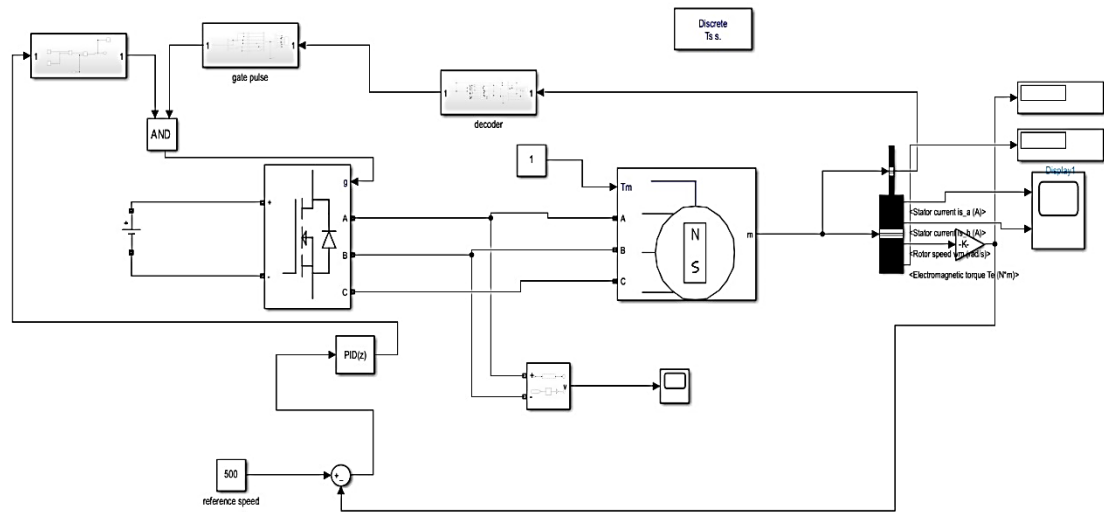 Discrete
Ts s.
1
1
1
1
gate pulse
1
1
decoder
AND
1
g
A
B
C
+
-
Tm
A
B
C
N
S
m
Display1
<Stator current is_a (A)>
<Stator current is_b (A)>
<Rotor speed wm (rad/s)>
-K-
<Electromagnetic torque Te (N*m)>
PID(z)
+
-
v
500
reference speed
+
-